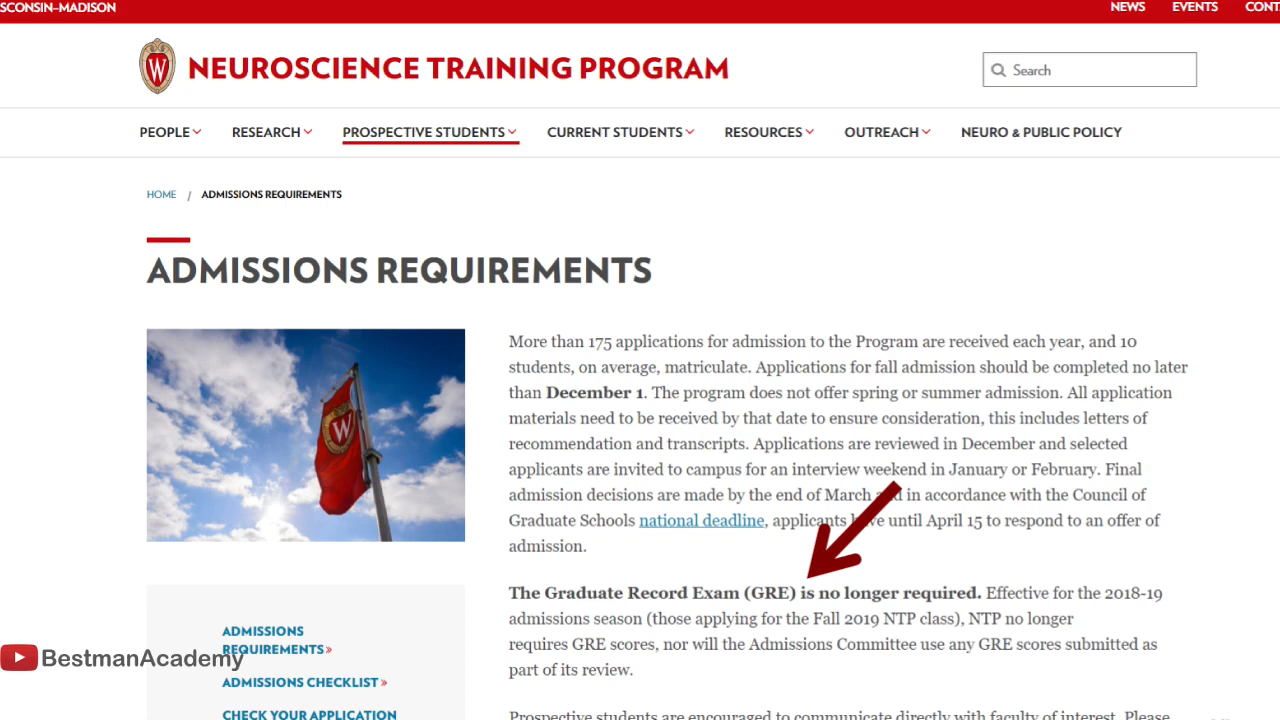 SCONSIN–MADISON
NEWS EVENTS CONT
W
NEUROSCIENCE TRAINING PROGRAM
Search
PEOPLE RESEARCH PROSPECTIVE STUDENTS CURRENT STUDENTS RESOURCES OUTREACH NEURO & PUBLIC POLICY
HOME / ADMISSIONS REQUIREMENTS
ADMISSIONS REQUIREMENTS
W
More than 175 applications for admission to the Program are received each year, and 10
students, on average, matriculate. Applications for fall admission should be completed no later
than December 1. The program does not offer spring or summer admission. All application
materials need to be received by that date to ensure consideration, this includes letters of
recommendation and transcripts. Applications are reviewed in December and selected
applicants are invited to campus for an interview weekend in January or February. Final
admission decisions are made by the end of March and in accordance with the Council of
Graduate Schools national deadline, applicants have until April 15 to respond to an offer of
admission.
The Graduate Record Exam (GRE) is no longer required. Effective for the 2018-19
admissions season (those applying for the Fall 2019 NTP class), NTP no longer
requires GRE scores, nor will the Admissions Committee use any GRE scores submitted as
part of its review.
Prospective students are encouraged to communicate directly with faculty of interest. Please
ADMISSIONS
REQUIREMENTS»
ADMISSIONS CHECKLIST»
CHECK YOUR APPLICATION
BestmanAcademy